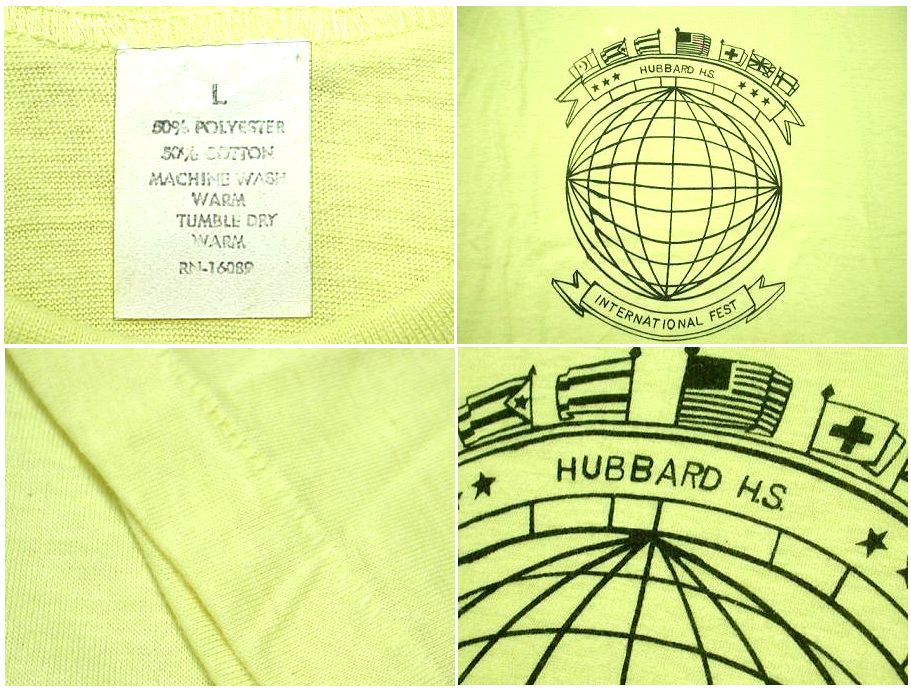 L
50% POLYESTER
50% COTTON
MACHINE WASH
WARM
TUMBLE DRY
WARM
RN-16089
HUBBARD H.S.
INTERNATIONAL FEST
HUBBARD H.S.